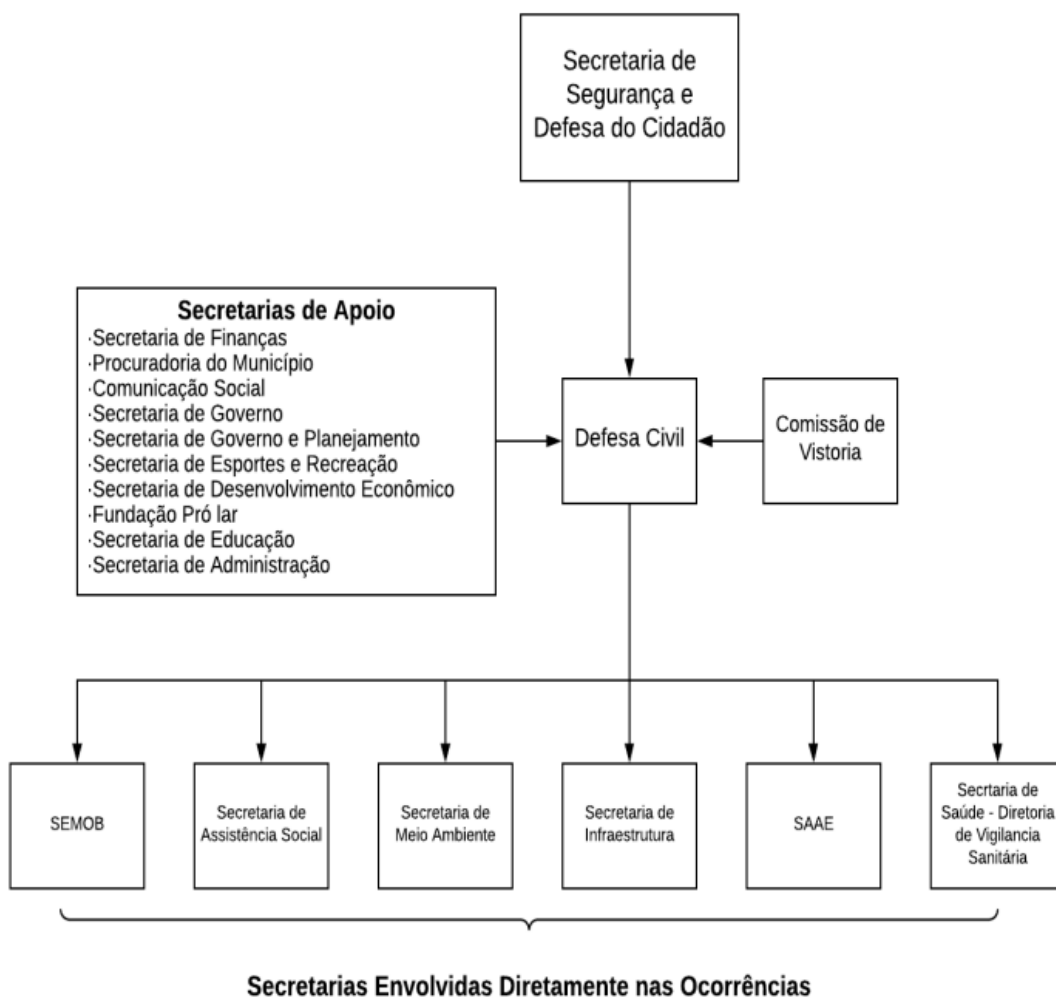 Secretaria de
Segurança e
Defesa do Cidadão
Secretarias de Apoio
·Secretaria de Finanças
·Procuradoria do Município
·Comunicação Social
·Secretaria de Governo
·Secretaria de Governo e Planejamento
·Secretaria de Esportes e Recreação
·Secretaria de Desenvolvimento Econômico
·Fundação Pró lar
·Secretaria de Educação
·Secretaria de Administração
Defesa Civil
Comissão de
Vistoria
SEMOB
Secretaria de
Assistência Social
Secretaria de
Meio Ambiente
Secretaria de
Infraestrutura
SAAE
Secrtaria de
Saúde - Diretoria
de Vigilancia
Sanitária
Secretarias Envolvidas Diretamente nas Ocorrências